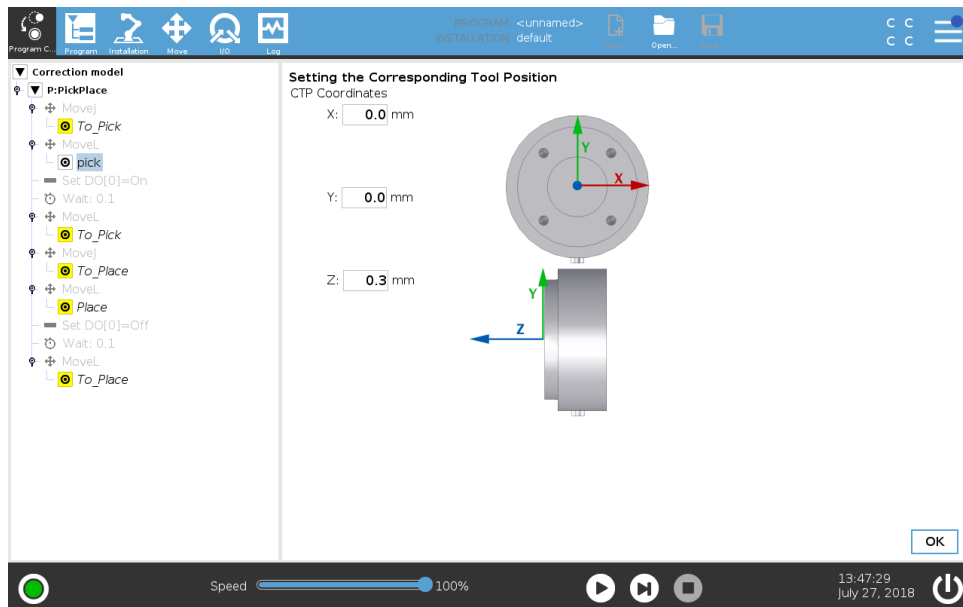 PROGRAM <unnamed>
INSTALLATION default
Program C...
Program
Installation
Move
I/O
Log
Open...
C C
C C
Correction model
P:PickPlace
MoveJ
To_Pick
MoveL
pick
Set DO[0]=On
Wait: 0.1
MoveL
To_Pick
MoveJ
To_Place
MoveL
Place
Set DO[0]=Off
Wait: 0.1
MoveL
To_Place
Setting the Corresponding Tool Position
CTP Coordinates
X: 0.0 mm
Y
X
Y: 0.0 mm
Z: 0.3 mm
Y
Z
OK
Speed 100%
13:47:29
July 27, 2018